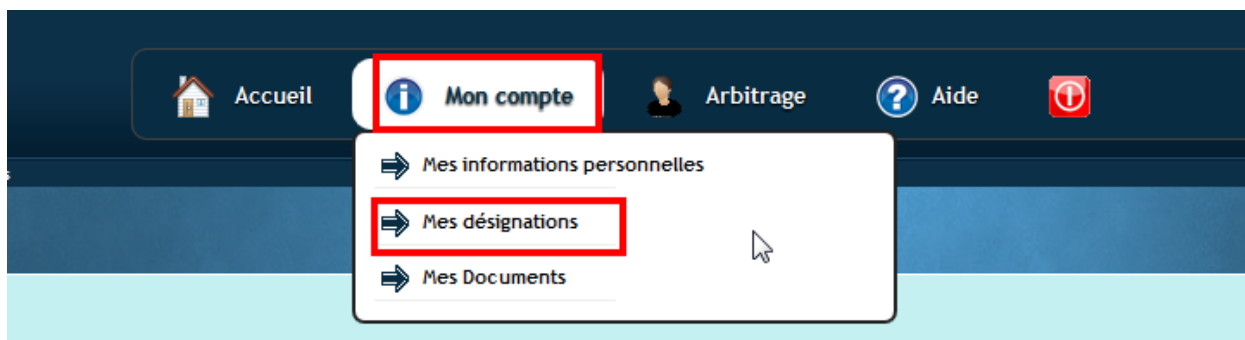 Accueil Mon compte Arbitrage Aide
Mes informations personnelles
s
Mes désignations
Mes Documents